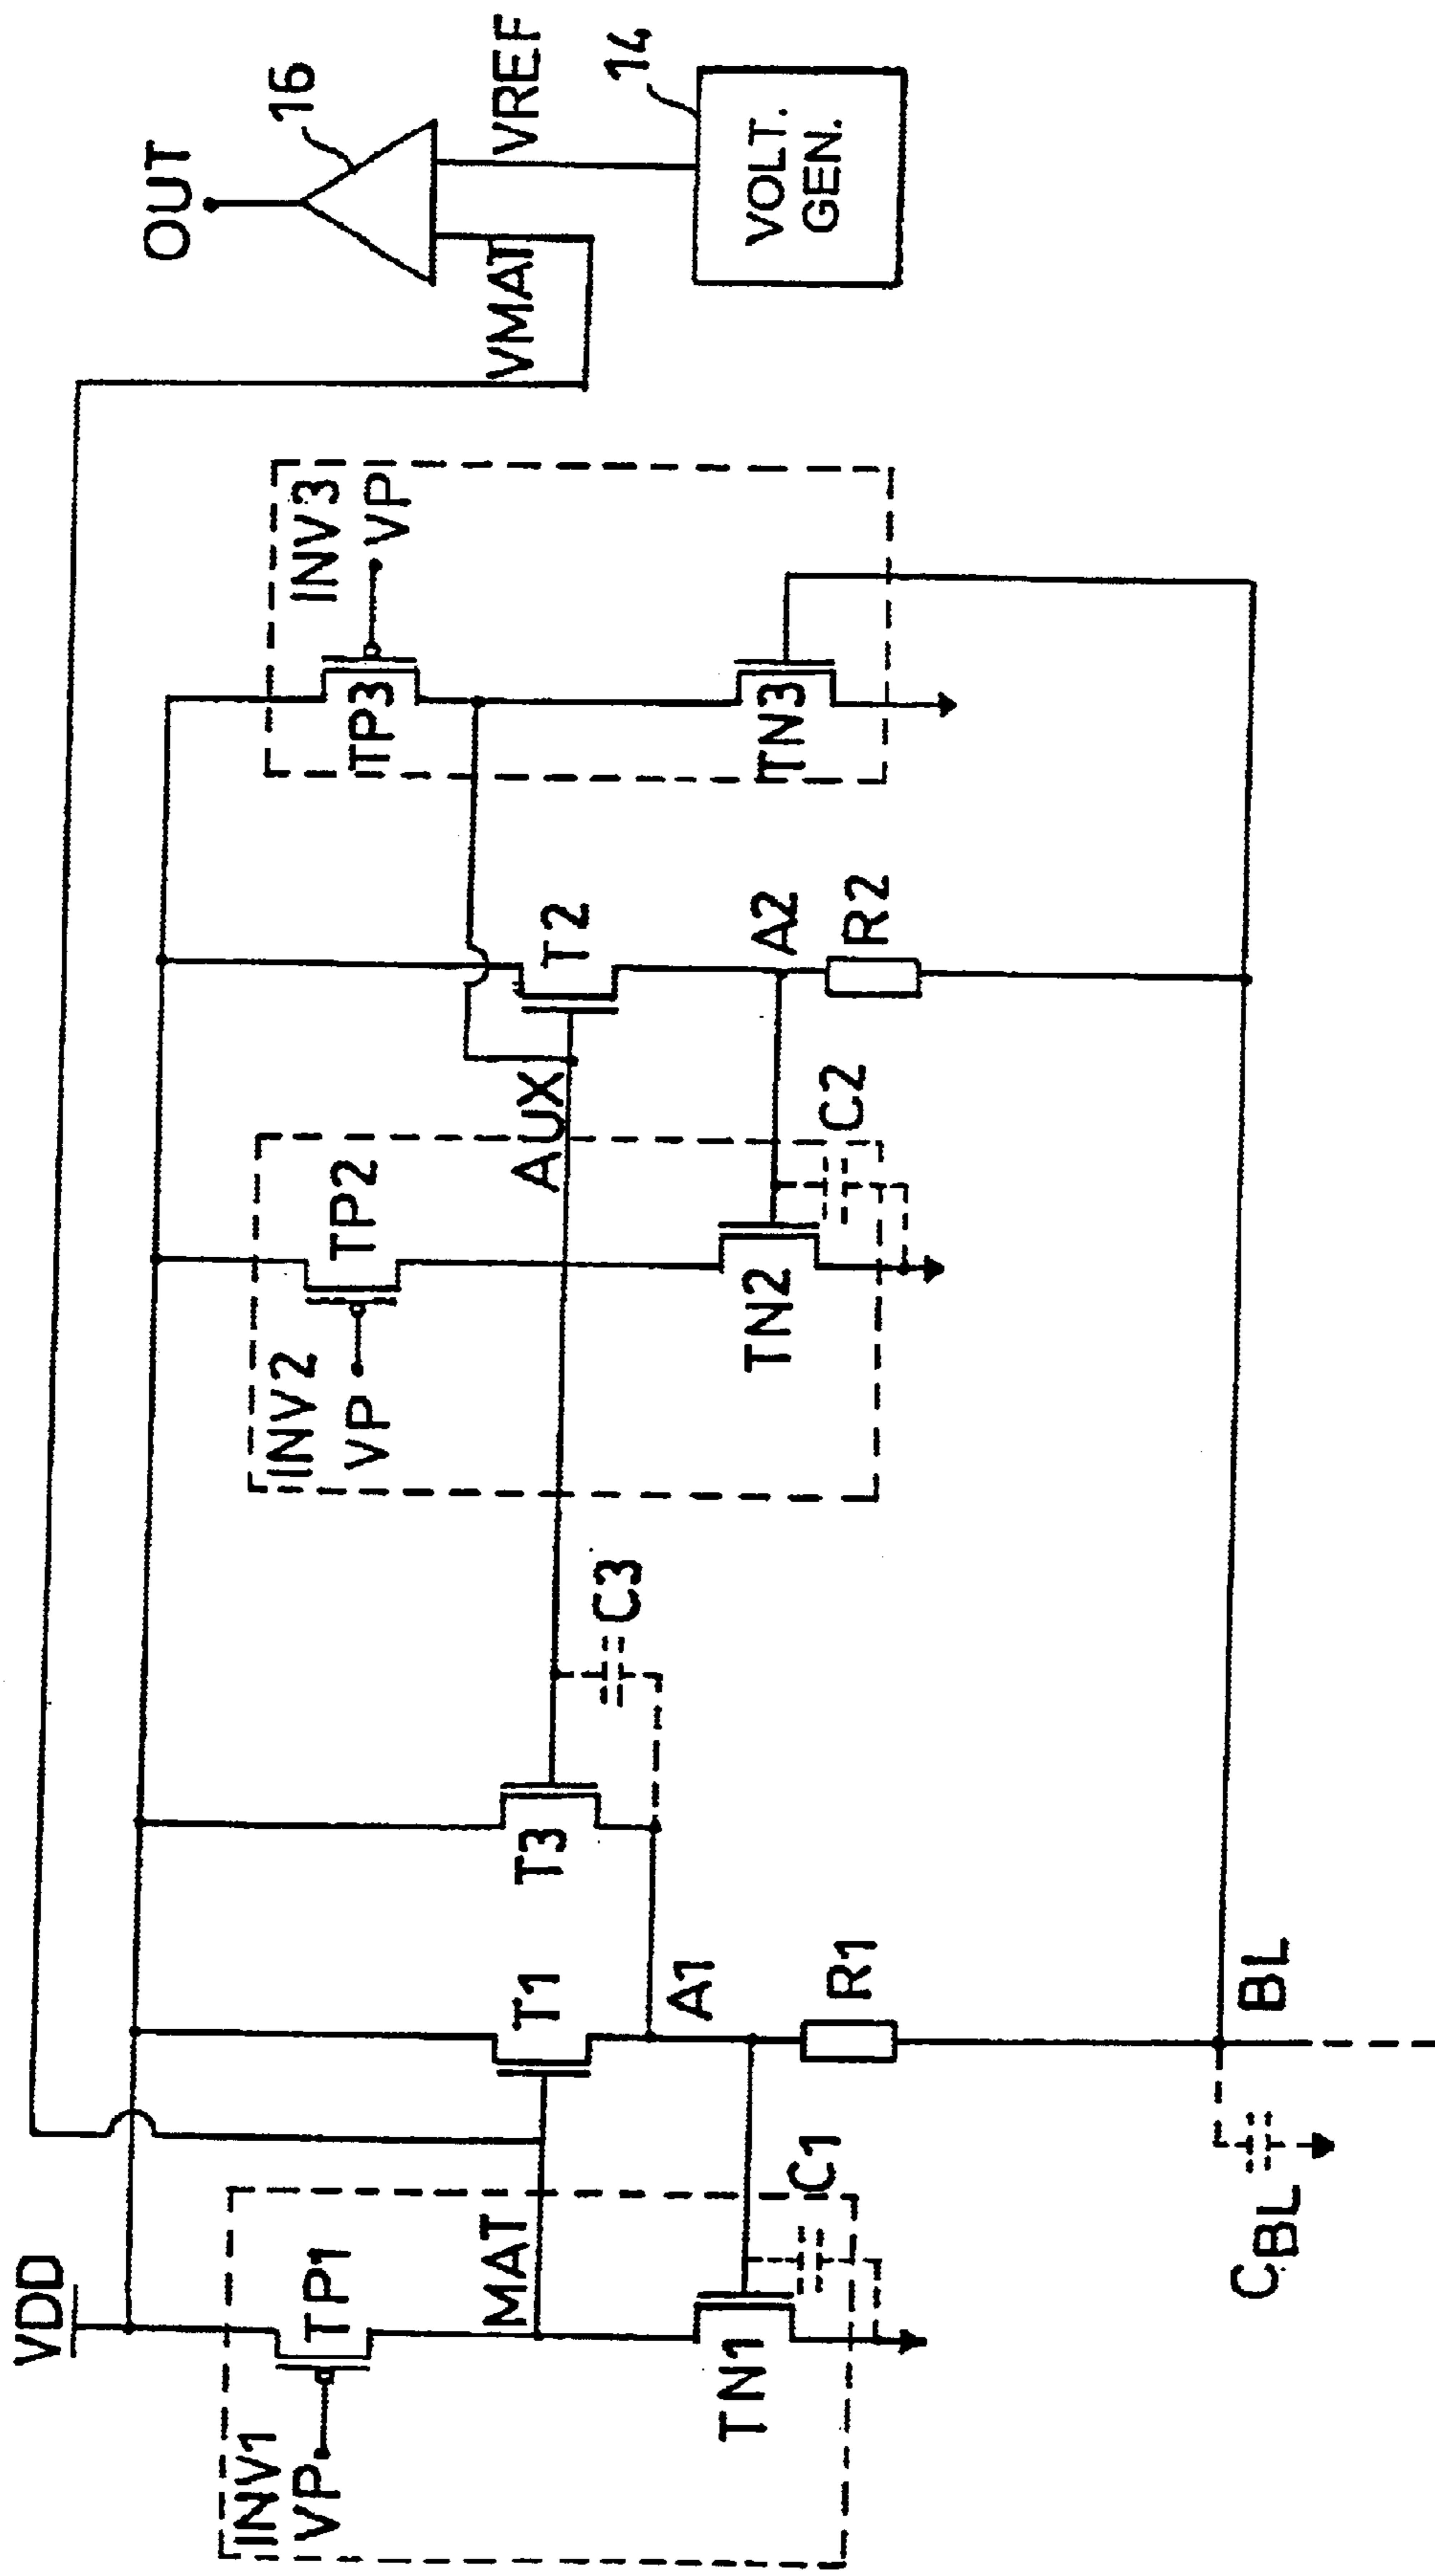 VDD
INV1
VP
TP1
MAT
TN1
C1
T1
A1
R1
T3
C3
BL
CBL
INV2
VP
TP2
AUX
TN2
C2
T2
A2
R2
INV3
VP
TP3
TN3
OUT
16
VMAT
VREF
14
VOLT.
GEN.